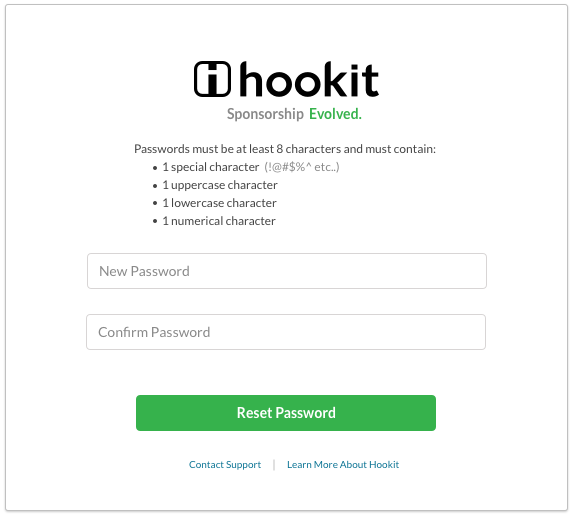 hookit
Sponsorship Evolved.
Passwords must be at least 8 characters and must contain:
• 1 special character (!@#$%^ etc..)
• 1 uppercase character
• 1 lowercase character
• 1 numerical character
New Password
Confirm Password
Reset Password
Contact Support | Learn More About Hookit